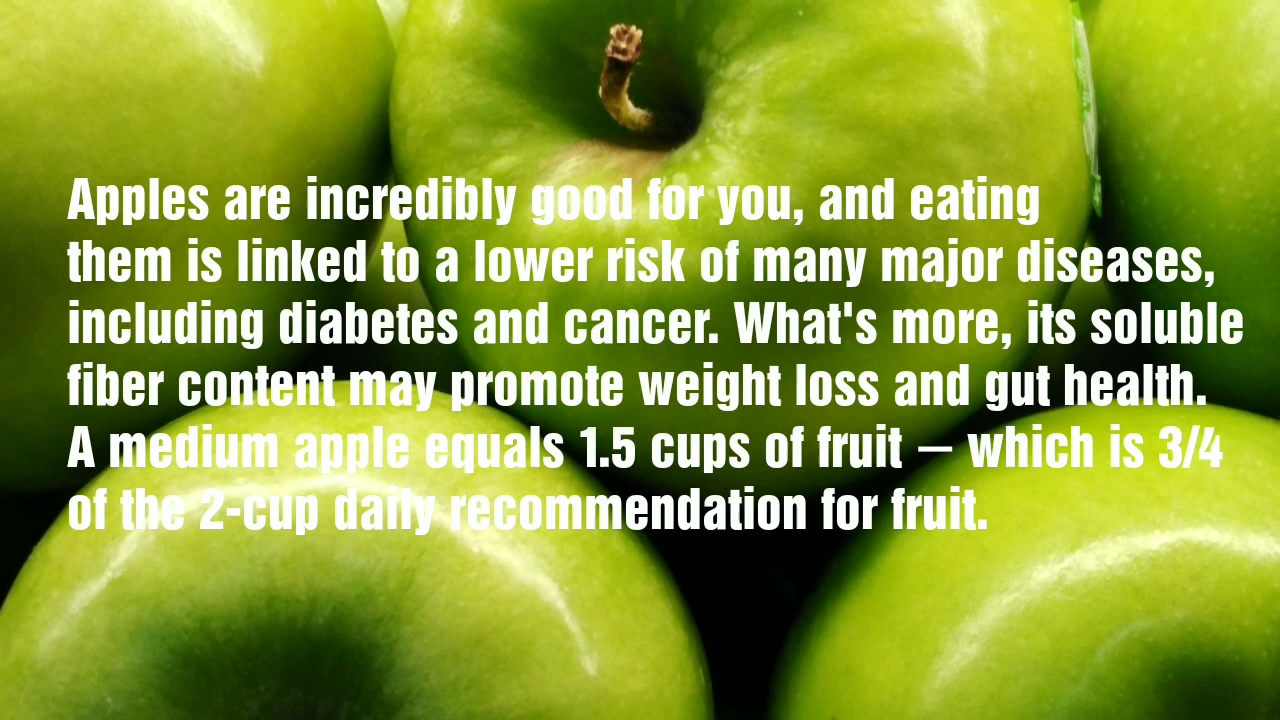 Apples are incredibly good for you, and eating
them is linked to a lower risk of many major diseases,
including diabetes and cancer. What's more, its soluble
fiber content may promote weight loss and gut health.
A medium apple equals 1.5 cups of fruit — which is 3/4
of the 2-cup daily recommendation for fruit.